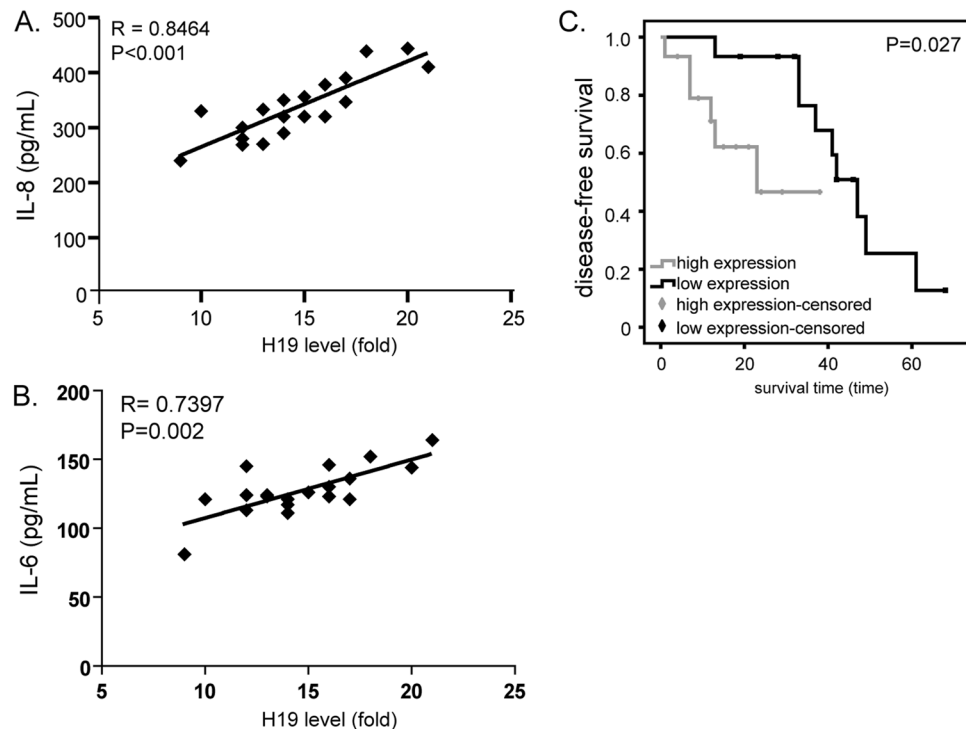 A.
R = 0.8464
P<0.001
IL-8 (pg/mL)
500
400
300
200
100
0
5
10
15
20
25
H19 level (fold)
B.
R= 0.7397
P=0.002
IL-6 (pg/mL)
200
150
100
50
0
5
10
15
20
25
H19 level (fold)
C.
P=0.027
disease-free survival
1.0
0.8
0.6
0.4
0.2
0
high expression
low expression
high expression-censored
low expression-censored
0
20
40
60
survival time (time)